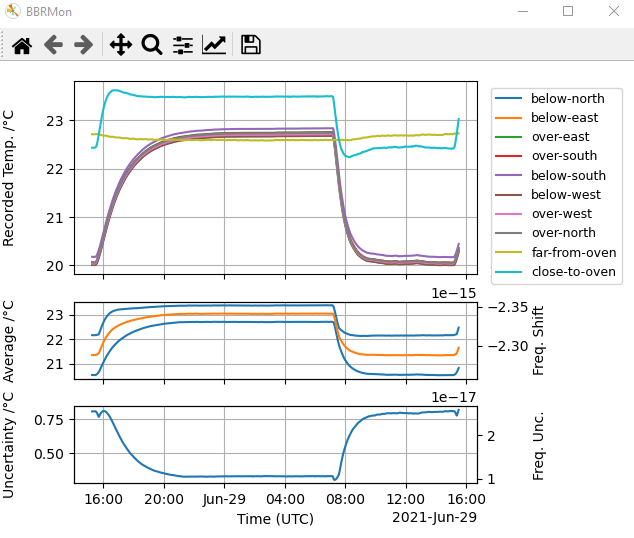 BBRMon
Recorded Temp. /°C
23
22
21
20
below-north
below-east
over-east
over-south
below-south
below-west
over-west
over-north
far-from-oven
close-to-oven
1e−15
Average /°C
23
22
21
−2.35
−2.30
Freq. Shift
1e−17
Uncertainty /°C
0.75
0.50
2
1
Freq. Unc.
16:00 20:00 Jun-29 04:00 08:00 12:00 16:00
Time (UTC)
2021-Jun-29